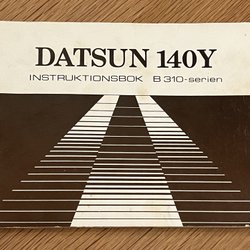 DATSUN 140Y
INSTRUKTIONSBOK B 310-serien